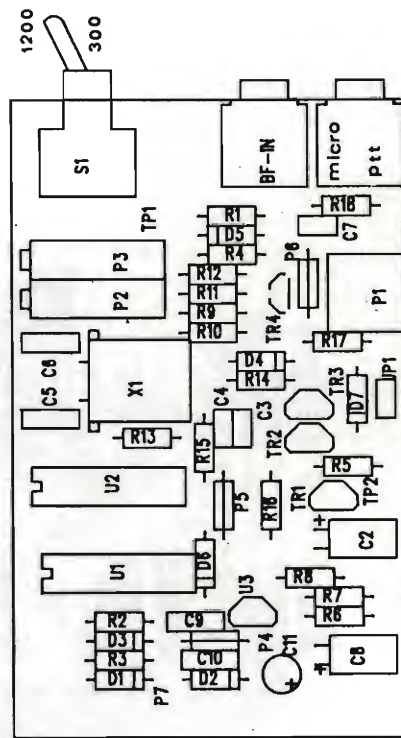 1200
300
S1
BF-IN
micro
ptt
TP1
R1
D5
R4
R18
C7
P3
P2
R12
R11
R9
R10
P6
TR4
P1
R17
C6
C5
X1
D4
R14
C4
C3
TR3
D7
JP1
R13
R15
TR2
R5
U2
P5
R16
TR1
TP2
C2
U1
D6
U3
R8
R7
R6
R2
D3
R3
D1
P7
C9
C10
D2
P4
C11
C8